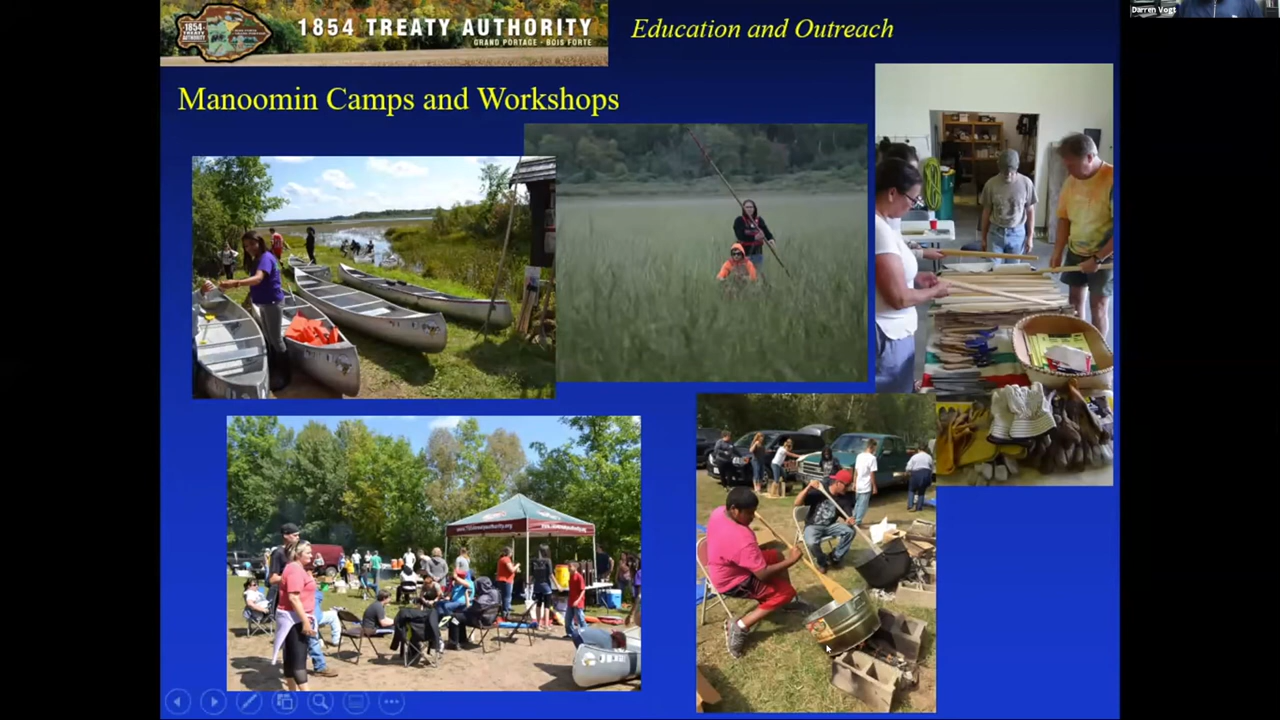 1854 TREATY AUTHORITY
GRAND PORTAGE - BOIS FORTE
Education and Outreach
Darren Vogt
Manoomin Camps and Workshops